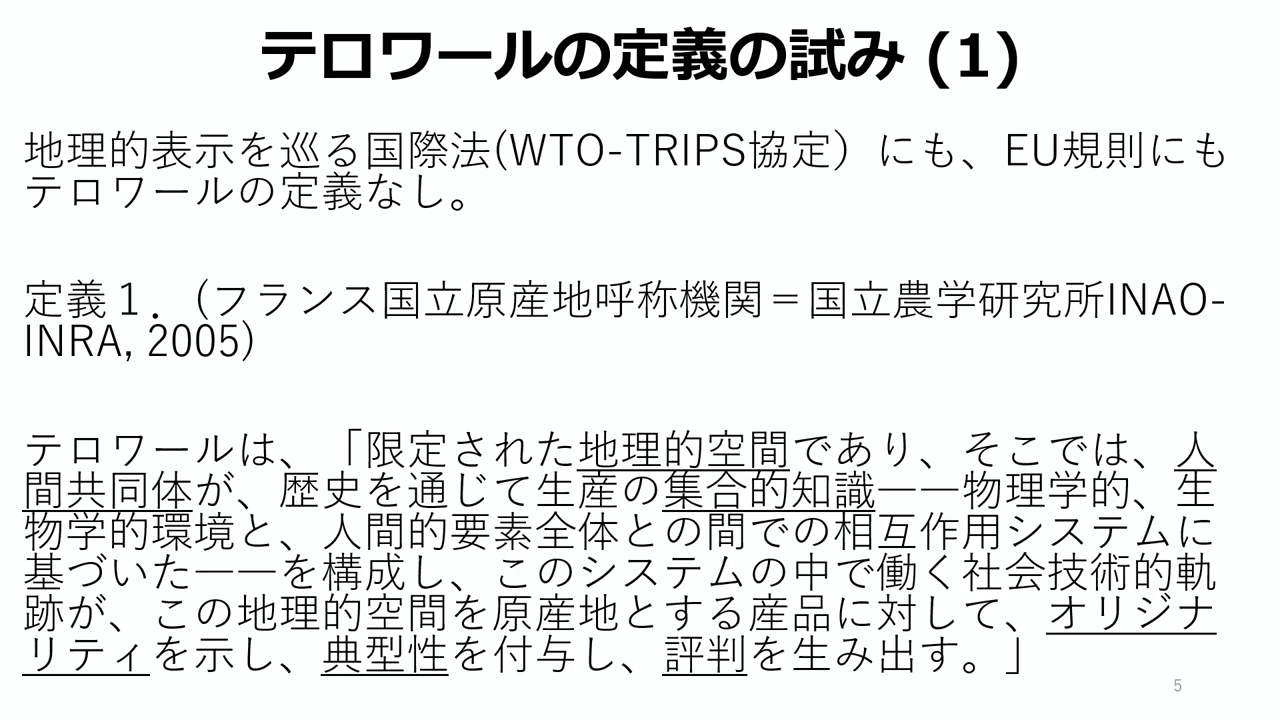 テロワールの定義の試み (1)
地理的表示を巡る国際法(WTO-TRIPS協定）にも、EU規則にも
テロワールの定義なし。
定義１．（フランス国立原産地呼称機関＝国立農学研究所INAO-
INRA, 2005)
テロワールは、「限定された地理的空間であり、そこでは、人
間共同体が、歴史を通じて生産の集合的知識——物理学的、生
物学的環境と、人間的要素全体との間での相互作用システムに
基づいた——を構成し、このシステムの中で働く社会技術的軌
跡が、この地理的空間を原産地とする産品に対して、オリジナ
リティを示し、典型性を付与し、評判を生み出す。」
5